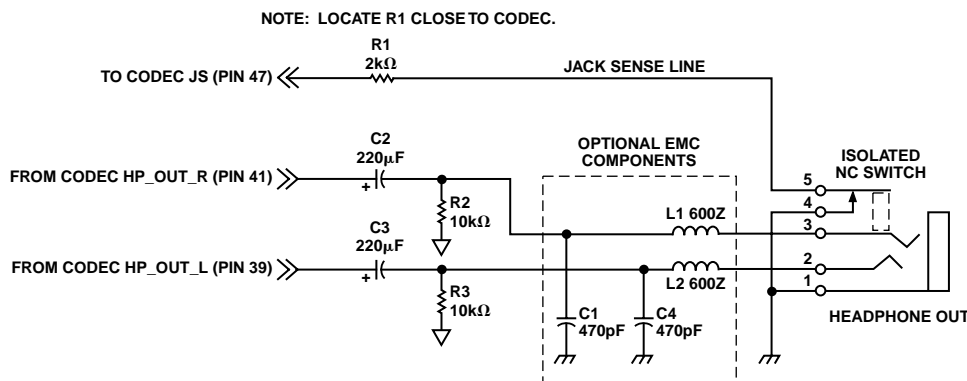 NOTE: LOCATE R1 CLOSE TO CODEC.
R1
2kΩ
TO CODEC JS (PIN 47)
JACK SENSE LINE
C2
220μF
+
FROM CODEC HP_OUT_R (PIN 41)
R2
10kΩ
C3
220μF
+
FROM CODEC HP_OUT_L (PIN 39)
R3
10kΩ
OPTIONAL EMC
COMPONENTS
L1 600Z
L2 600Z
C1
470pF
C4
470pF
ISOLATED
NC SWITCH
5
4
3
2
1
HEADPHONE OUT